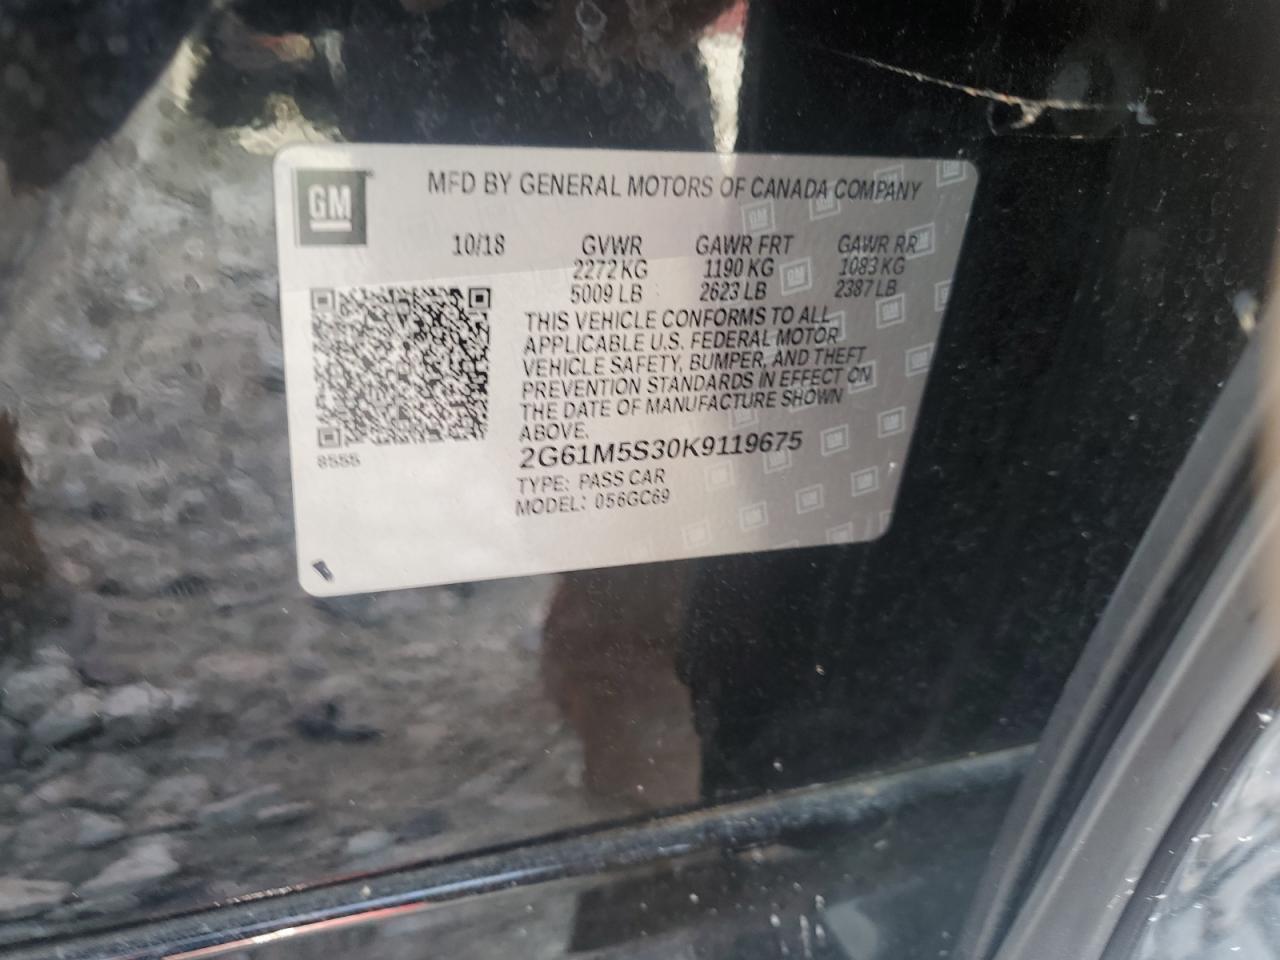 GM
MFD BY GENERAL MOTORS OF CANADA COMPANY
10/18 GVWR GAWR FRT GAWR RR
2272 KG 1190 KG 1083 KG
5009 LB 2623 LB 2387 LB
THIS VEHICLE CONFORMS TO ALL
APPLICABLE U.S. FEDERAL MOTOR
VEHICLE SAFETY, BUMPER, AND THEFT
PREVENTION STANDARDS IN EFFECT ON
THE DATE OF MANUFACTURE SHOWN
ABOVE.
8555
2G61M5S30K9119675
TYPE: PASS CAR
MODEL: 056GC69